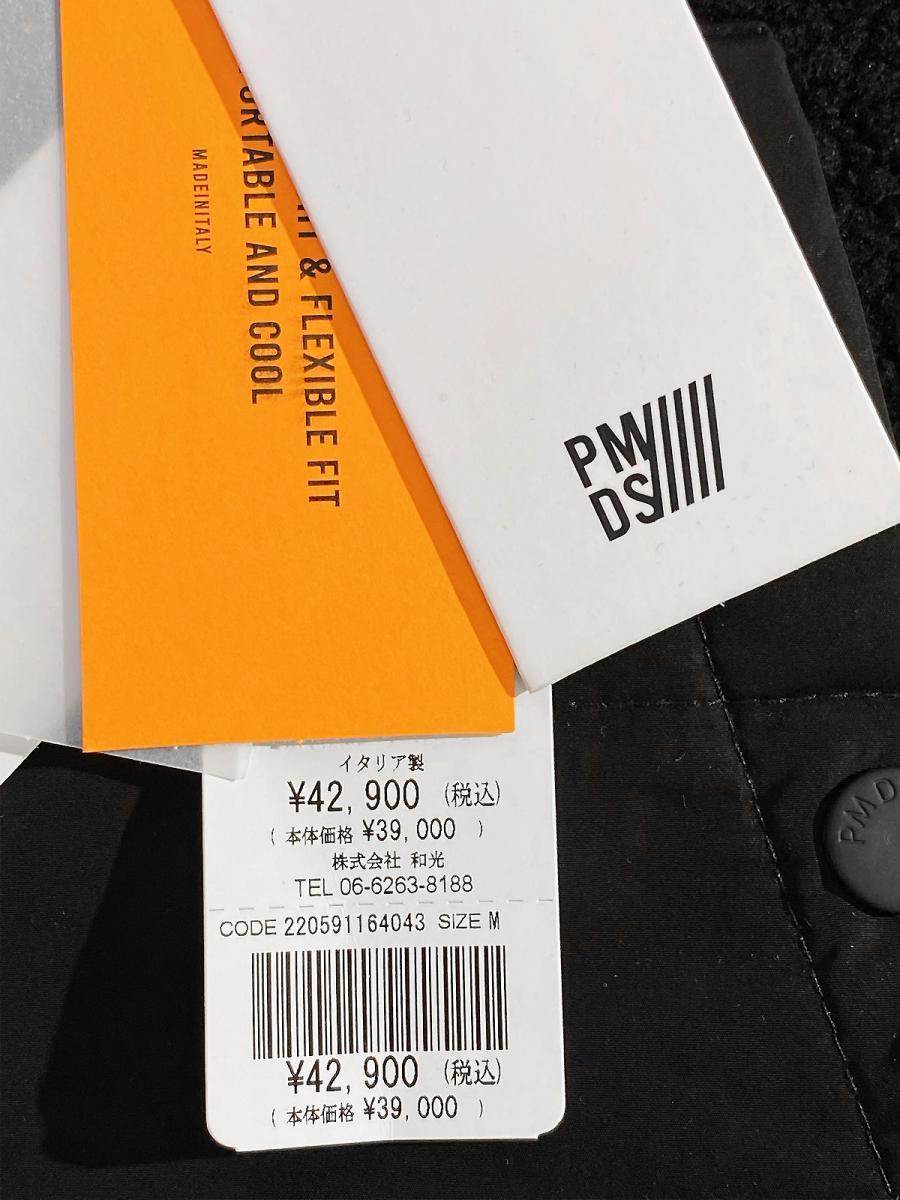 & FLEXIBLE FIT
AND COOL
MADEINITALY
PM
DS
PMD
イタリア製
¥42,900 (税込)
( 本体価格 ¥39,000 )
株式会社 和光
TEL 06-6263-8188
CODE 220591164043 SIZE M
¥42,900 (税込)
( 本体価格 ¥39,000 )